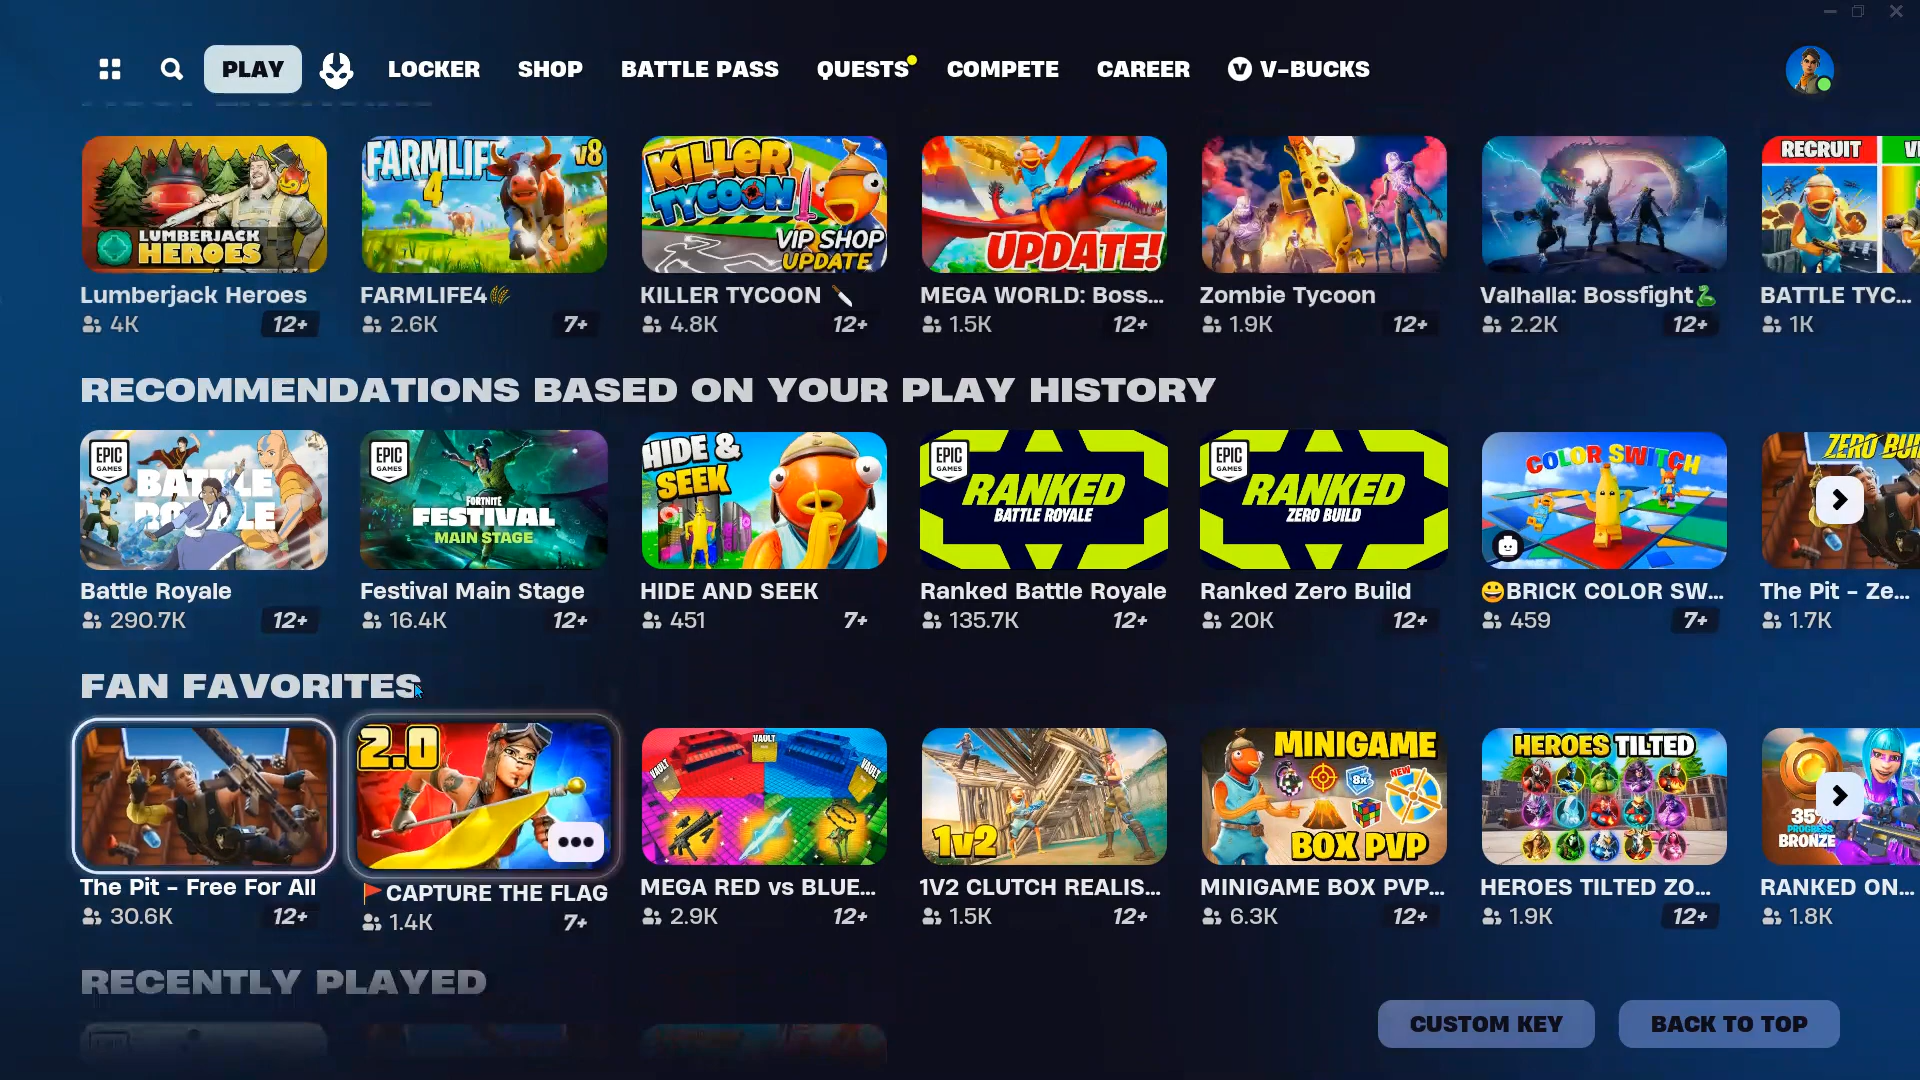 PLAY
LOCKER
SHOP
BATTLE PASS
QUESTS
COMPETE
CAREER
V-BUCKS
LUMBERJACK
HEROES
FARMLIFE
4
v8
KILLER
TYCOON
VIP SHOP
UPDATE
UPDATE!
RECRUIT
Lumberjack Heroes
FARMLIFE4🌾
KILLER TYCOON 🔪
MEGA WORLD: Boss...
Zombie Tycoon
Valhalla: Bossfight🐍
BATTLE TYC...
4K 12+
2.6K 7+
4.8K 12+
1.5K 12+
1.9K 12+
2.2K 12+
1K
RECOMMENDATIONS BASED ON YOUR PLAY HISTORY
EPIC
GAMES
BATTLE
ROYALE
EPIC
GAMES
FORTNITE
FESTIVAL
MAIN STAGE
HIDE &
SEEK
EPIC
GAMES
RANKED
BATTLE ROYALE
EPIC
GAMES
RANKED
ZERO BUILD
COLOR SWITCH
Battle Royale
Festival Main Stage
HIDE AND SEEK
Ranked Battle Royale
Ranked Zero Build
😀BRICK COLOR SW...
The Pit - Ze...
290.7K 12+
16.4K 12+
451 7+
135.7K 12+
20K 12+
459 7+
1.7K
FAN FAVORITES
2.0
VAULT
VAULT
VAULT
1v2
MINIGAME
8x
NEW
BOX PVP
HEROES TILTED
35%
PROGRESS
BRONZE
The Pit - Free For All
🚩CAPTURE THE FLAG
MEGA RED vs BLUE...
1V2 CLUTCH REALIS...
MINIGAME BOX PVP...
HEROES TILTED ZO...
RANKED ON...
30.6K 12+
1.4K 7+
2.9K 12+
1.5K 12+
6.3K 12+
1.9K 12+
1.8K
RECENTLY PLAYED
CUSTOM KEY
BACK TO TOP